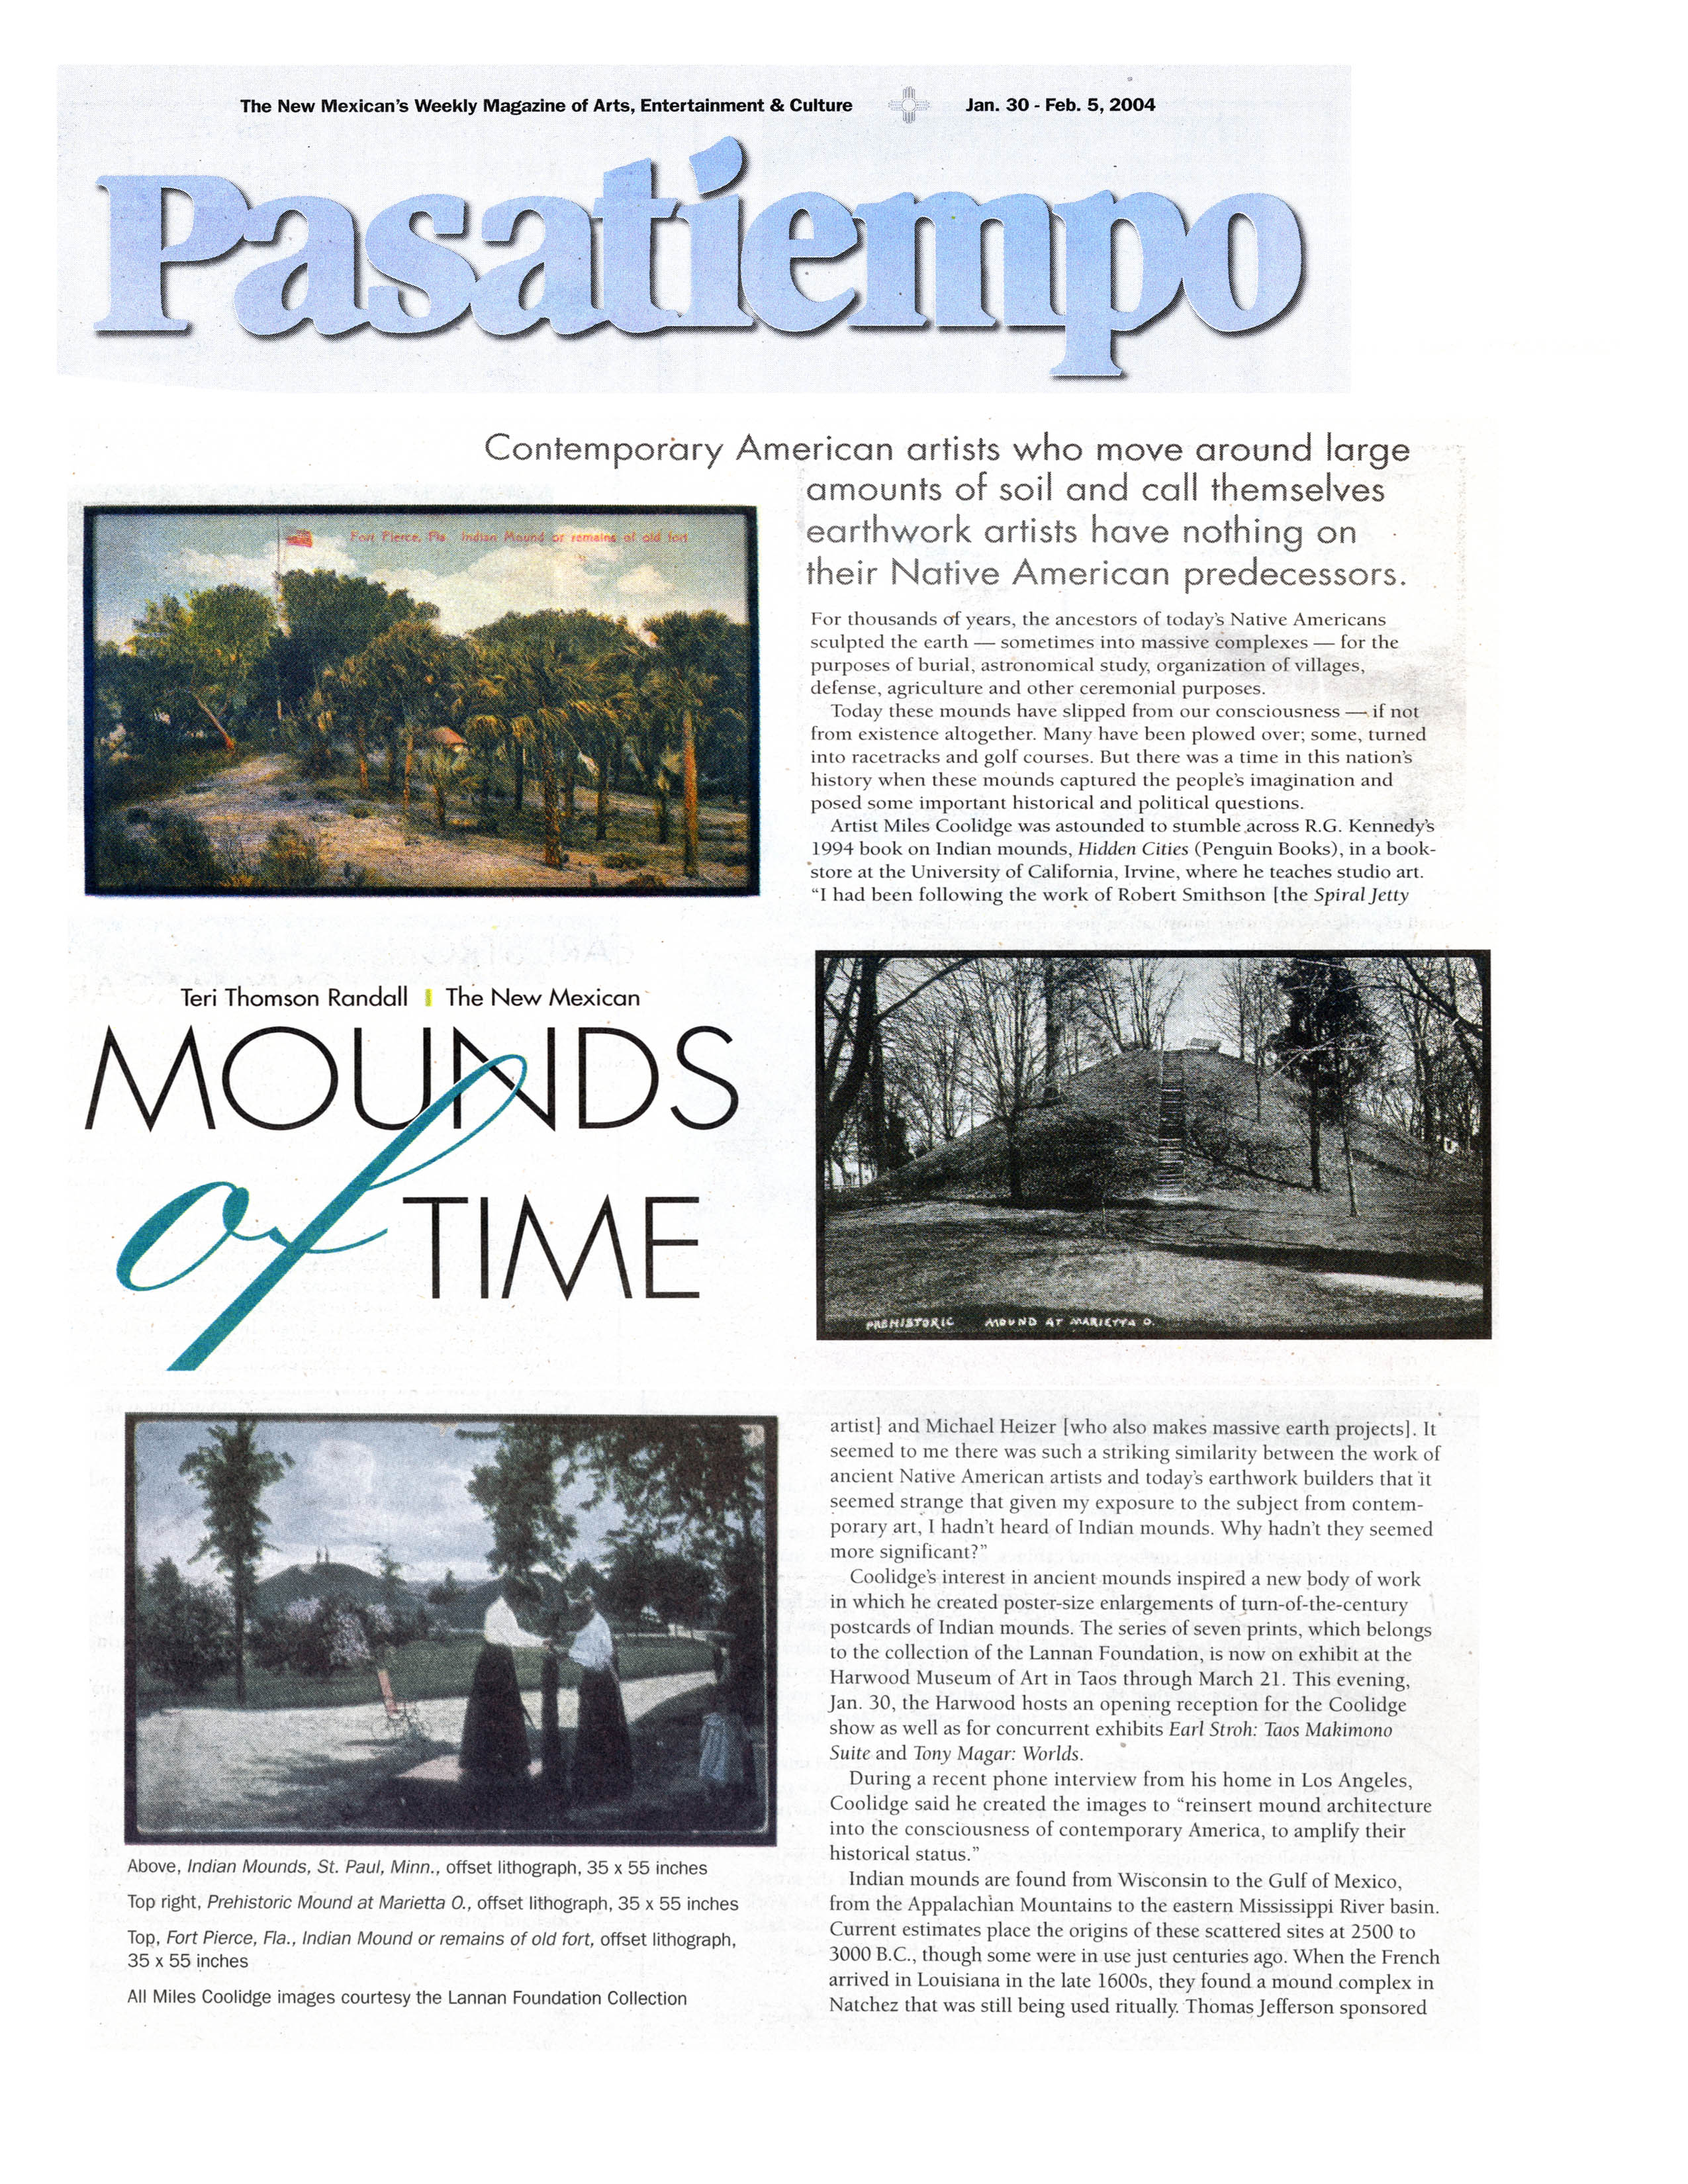 The New Mexican's Weekly Magazine of Arts, Entertainment & Culture
Jan. 30 - Feb. 5, 2004
Pasatiempo
Contemporary American artists who move around large
amounts of soil and call themselves
earthwork artists have nothing on
their Native American predecessors.
Fort Pierce, Fla. Indian Mound or remains of old fort
For thousands of years, the ancestors of today's Native Americans
sculpted the earth — sometimes into massive complexes — for the
purposes of burial, astronomical study, organization of villages,
defense, agriculture and other ceremonial purposes.
Today these mounds have slipped from our consciousness — if not
from existence altogether. Many have been plowed over; some, turned
into racetracks and golf courses. But there was a time in this nation's
history when these mounds captured the people's imagination and
posed some important historical and political questions.
Artist Miles Coolidge was astounded to stumble across R.G. Kennedy's
1994 book on Indian mounds, Hidden Cities (Penguin Books), in a book-
store at the University of California, Irvine, where he teaches studio art.
"I had been following the work of Robert Smithson [the Spiral Jetty
Teri Thomson Randall | The New Mexican
MOUNDS
of TIME
PREHISTORIC MOUND AT MARIETTA O.
artist] and Michael Heizer [who also makes massive earth projects]. It
seemed to me there was such a striking similarity between the work of
ancient Native American artists and today's earthwork builders that it
seemed strange that given my exposure to the subject from contem-
porary art, I hadn't heard of Indian mounds. Why hadn't they seemed
more significant?"
Coolidge's interest in ancient mounds inspired a new body of work
in which he created poster-size enlargements of turn-of-the-century
postcards of Indian mounds. The series of seven prints, which belongs
to the collection of the Lannan Foundation, is now on exhibit at the
Harwood Museum of Art in Taos through March 21. This evening,
Jan. 30, the Harwood hosts an opening reception for the Coolidge
show as well as for concurrent exhibits Earl Stroh: Taos Makimono
Suite and Tony Magar: Worlds.
During a recent phone interview from his home in Los Angeles,
Coolidge said he created the images to "reinsert mound architecture
into the consciousness of contemporary America, to amplify their
historical status."
Indian mounds are found from Wisconsin to the Gulf of Mexico,
from the Appalachian Mountains to the eastern Mississippi River basin.
Current estimates place the origins of these scattered sites at 2500 to
3000 B.C., though some were in use just centuries ago. When the French
arrived in Louisiana in the late 1600s, they found a mound complex in
Natchez that was still being used ritually. Thomas Jefferson sponsored
Above, Indian Mounds, St. Paul, Minn., offset lithograph, 35 x 55 inches
Top right, Prehistoric Mound at Marietta O., offset lithograph, 35 x 55 inches
Top, Fort Pierce, Fla., Indian Mound or remains of old fort, offset lithograph,
35 x 55 inches
All Miles Coolidge images courtesy the Lannan Foundation Collection